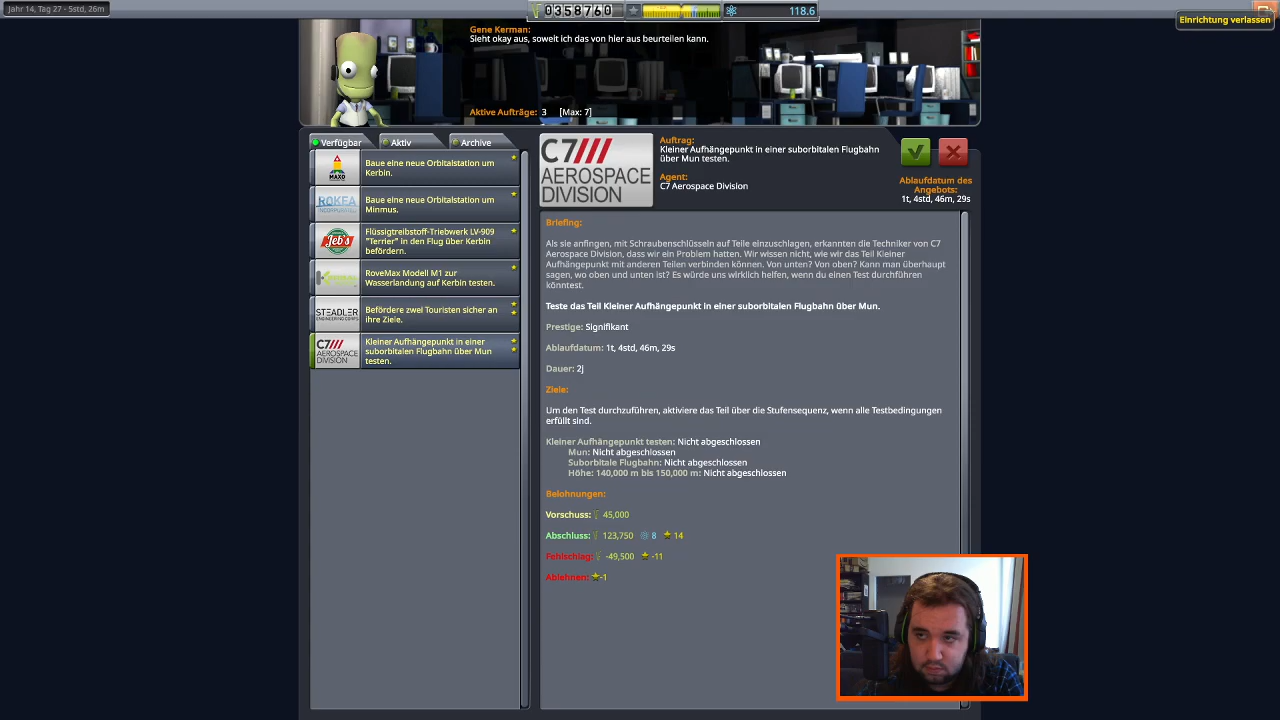 Jahr 14, Tag 27 - 5std, 26m
0358760
118.6
Einrichtung verlassen
Gene Kerman:
Sieht okay aus, soweit ich das von hier aus beurteilen kann.
Aktive Aufträge: 3 [Max: 7]
Verfügbar
Aktiv
Archive
MAXO
Baue eine neue Orbitalstation um
Kerbin.
ROKEA
Baue eine neue Orbitalstation um
Minmus.
Jeb's
Flüssigtreibstoff-Triebwerk LV-909
"Terrier" in den Flug über Kerbin
befördern.
RoveMax Modell M1 zur
Wasserlandung auf Kerbin testen.
STEADLER
ENGINEERING CORPS
Befördere zwei Touristen sicher an
ihre Ziele.
C7
AEROSPACE
DIVISION
Kleiner Aufhängepunkt in einer
suborbitalen Flugbahn über Mun
testen.
C7
AEROSPACE
DIVISION
Auftrag:
Kleiner Aufhängepunkt in einer suborbitalen Flugbahn
über Mun testen.
Agent:
C7 Aerospace Division
Ablaufdatum des
Angebots:
1t, 4std, 46m, 29s
Briefing:
Als sie anfingen, mit Schraubenschlüsseln auf Teile einzuschlagen, erkannten die Techniker von C7
Aerospace Division, dass wir ein Problem hatten. Wir wissen nicht, wie wir das Teil Kleiner
Aufhängepunkt mit anderen Teilen verbinden können. Von unten? Von oben? Kann man überhaupt
sagen, wo oben und unten ist? Es würde uns wirklich helfen, wenn du einen Test durchführen
könntest.
Teste das Teil Kleiner Aufhängepunkt in einer suborbitalen Flugbahn über Mun.
Prestige: Signifikant
Ablaufdatum: 1t, 4std, 46m, 29s
Dauer: 2j
Ziele:
Um den Test durchzuführen, aktiviere das Teil über die Stufensequenz, wenn alle Testbedingungen
erfüllt sind.
Kleiner Aufhängepunkt testen: Nicht abgeschlossen
Mun: Nicht abgeschlossen
Suborbitale Flugbahn: Nicht abgeschlossen
Höhe: 140,000 m bis 150,000 m: Nicht abgeschlossen
Belohnungen:
Vorschuss: 45,000
Abschluss: 123,750 8 14
Fehlschlag: -49,500 -11
Ablehnen: -1